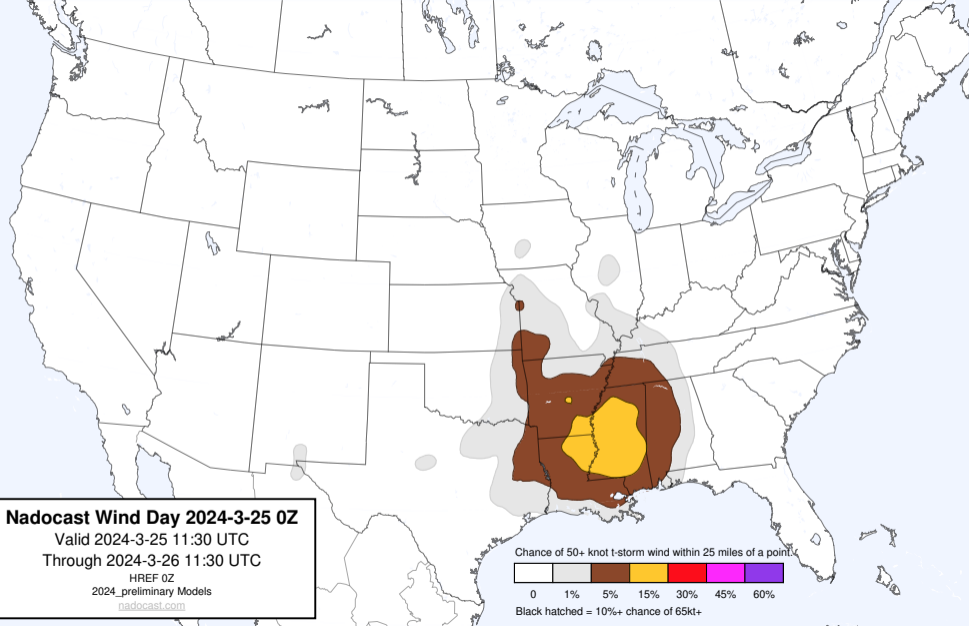 Nadocast Wind Day 2024-3-25 0Z
Valid 2024-3-25 11:30 UTC
Through 2024-3-26 11:30 UTC
HREF 0Z
2024_preliminary Models
nadocast.com
Chance of 50+ knot t-storm wind within 25 miles of a point.
0 1% 5% 15% 30% 45% 60%
Black hatched = 10%+ chance of 65kt+